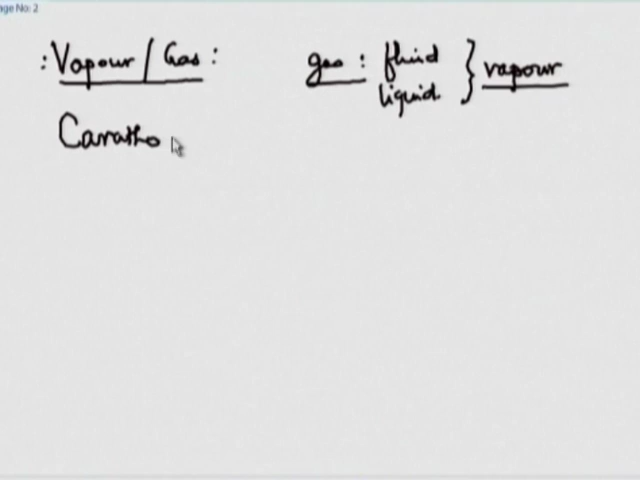 age No: 2
: Vapour / Gas :
gas : fluid
liquid } vapour
Caratho